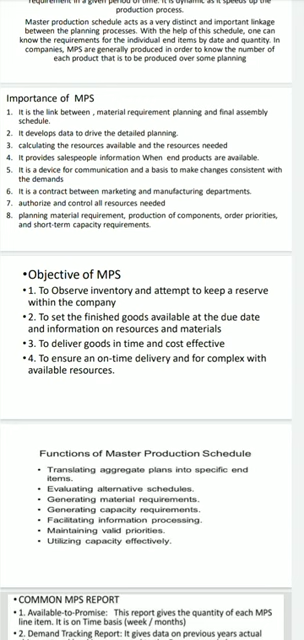 requirement in a given period of time. It is dynamic as it speeds up the
production process.
Master production schedule acts as a very distinct and important linkage
between the planning processes. With the help of this schedule, one can
know the requirements for the individual end items by date and quantity. In
companies, MPS are generally produced in order to know the number of
each product that is to be produced over some planning
Importance of MPS
1. It is the link between , material requirement planning and final assembly
schedule.
2. It develops data to drive the detailed planning.
3. calculating the resources available and the resources needed
4. It provides salespeople information When end products are available.
5. It is a device for communication and a basis to make changes consistent with
the demands
6. It is a contract between marketing and manufacturing departments.
7. authorize and control all resources needed
8. planning material requirement, production of components, order priorities,
and short-term capacity requirements.
•Objective of MPS
•1. To Observe inventory and attempt to keep a reserve
within the company
•2. To set the finished goods available at the due date
and information on resources and materials
•3. To deliver goods in time and cost effective
•4. To ensure an on-time delivery and for complex with
available resources.
Functions of Master Production Schedule
• Translating aggregate plans into specific end
items.
• Evaluating alternative schedules.
• Generating material requirements.
• Generating capacity requirements.
• Facilitating information processing.
• Maintaining valid priorities.
• Utilizing capacity effectively.
• COMMON MPS REPORT
• 1. Available-to-Promise: This report gives the quantity of each MPS
line item. It is on Time basis (week / months)
• 2. Demand Tracking Report: It gives data on previous years actual